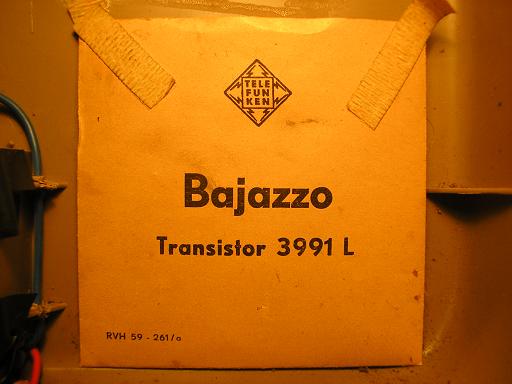 TELE
FUN
KEN
Bajazzo
Transistor 3991 L
RVH 59 - 261/a